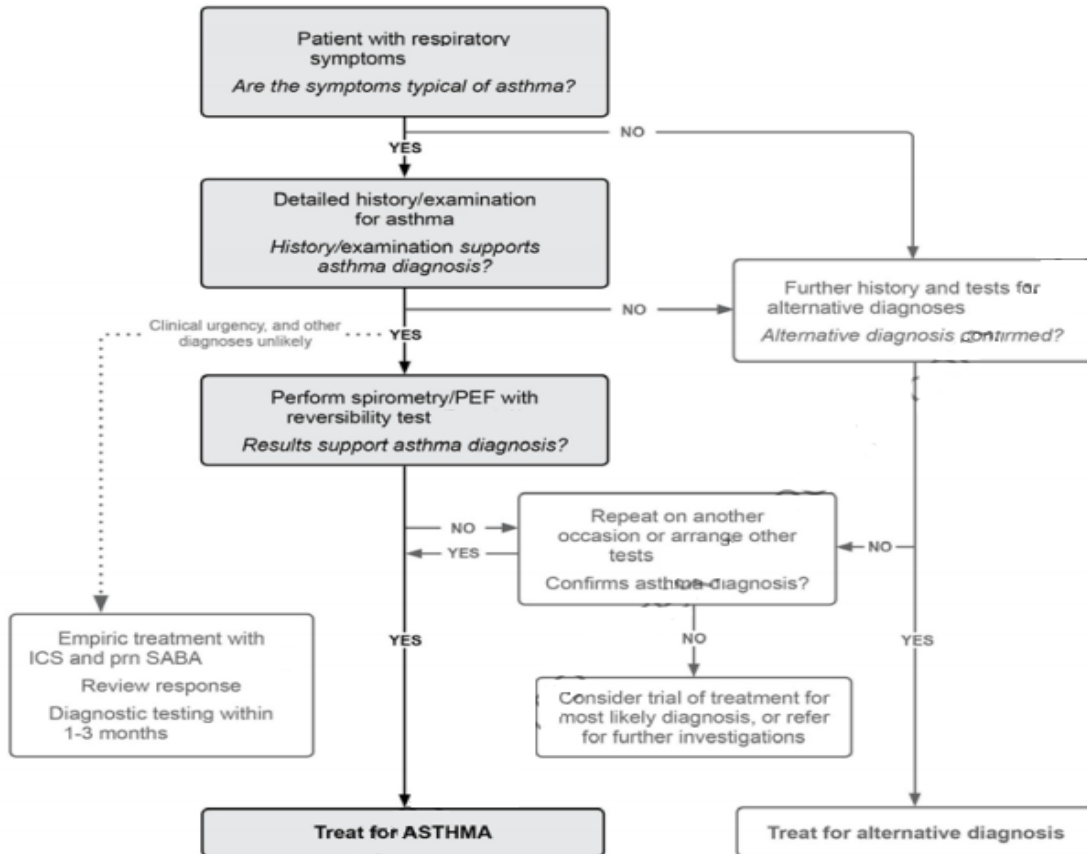 Patient with respiratory
symptoms
Are the symptoms typical of asthma?
NO
YES
Detailed history/examination
for asthma
History/examination supports
asthma diagnosis?
NO
Further history and tests for
alternative diagnoses
Alternative diagnosis confirmed?
Clinical urgency, and other
diagnoses unlikely
YES
Perform spirometry/PEF with
reversibility test
Results support asthma diagnosis?
NO
YES
Repeat on another
occasion or arrange other
tests
Confirms asthma diagnosis?
NO
Empiric treatment with
ICS and prn SABA
Review response
Diagnostic testing within
1-3 months
YES
NO
YES
Consider trial of treatment for
most likely diagnosis, or refer
for further investigations
Treat for ASTHMA
Treat for alternative diagnosis